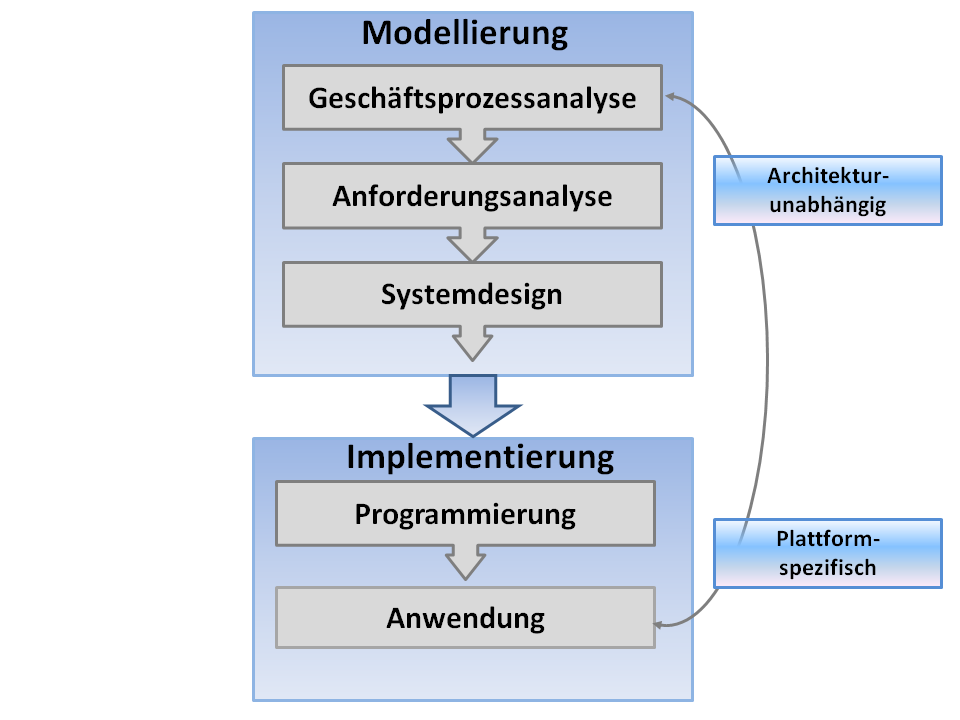 Modellierung
Geschäftsprozessanalyse
Anforderungsanalyse
Systemdesign
Architektur-
unabhängig
Implementierung
Programmierung
Anwendung
Plattform-
spezifisch